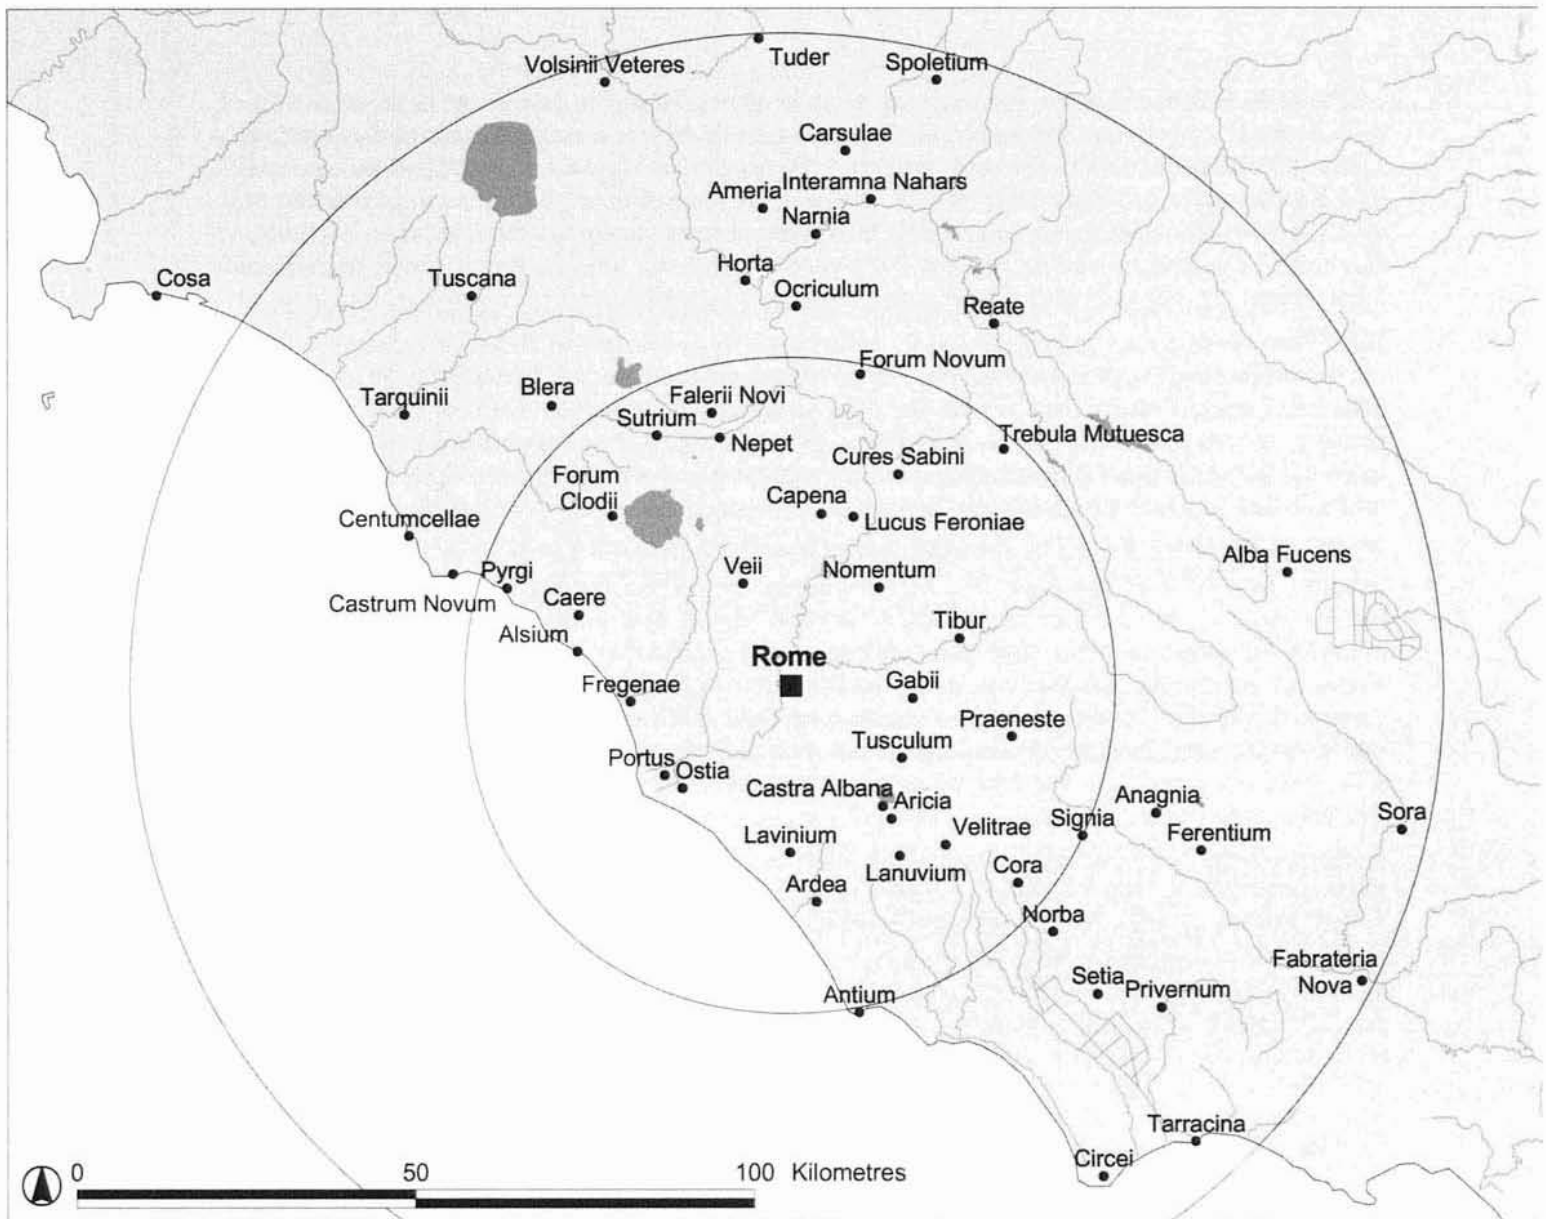 Tuder
Volsinii Veteres
Spoletium
Carsulae
Interamna Nahars
Ameria
Narnia
Horta
Cosa
Tuscana
Ocriculum
Reate
Forum Novum
Blera
Falerii Novi
Tarquinii
Sutrium
Nepet
Trebula Mutuesca
Cures Sabini
Forum
Clodii
Capena
Centumcellae
Lucus Feroniae
Alba Fucens
Veii
Nomentum
Pyrgi
Castrum Novum
Caere
Tibur
Alsium
Rome
Fregenae
Gabii
Praeneste
Tusculum
Portus
Ostia
Castra Albana
Aricia
Anagnia
Sora
Velitrae
Signia
Ferentium
Lavinium
Lanuvium
Cora
Ardea
Norba
Fabrateria
Nova
Setia
Privernum
Antium
Tarracina
Circei
0 50 100 Kilometres